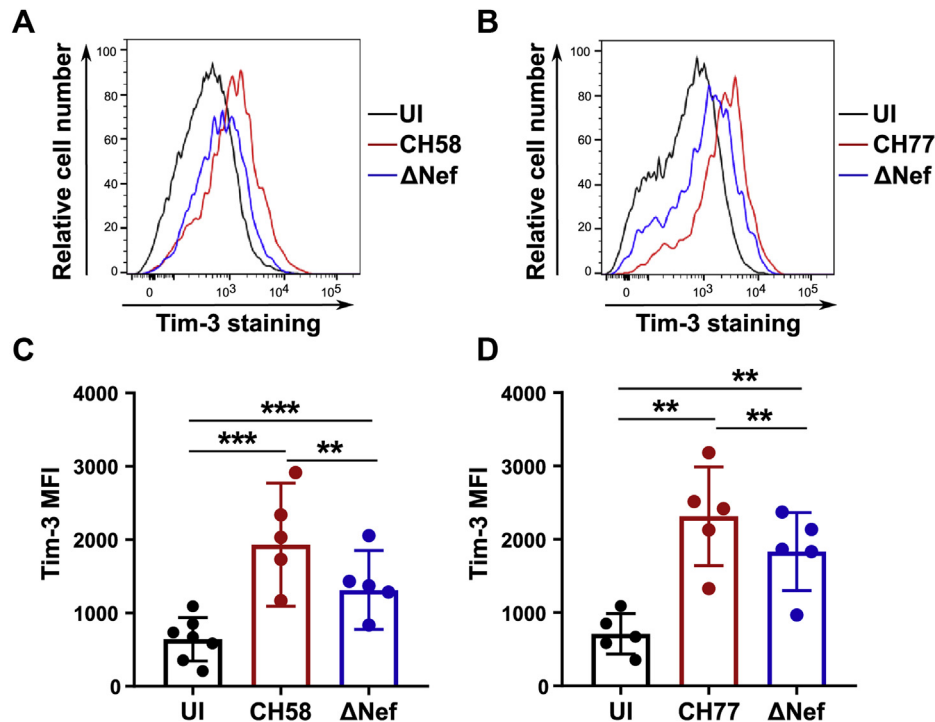 A
Relative cell number
100
80
60
40
20
0
0 10³ 10⁴ 10⁵
Tim-3 staining
UI
CH58
ΔNef
B
Relative cell number
100
80
60
40
20
0
0 10³ 10⁴ 10⁵
Tim-3 staining
UI
CH77
ΔNef
C
Tim-3 MFI
4000
3000
2000
1000
0
***
*** **
UI CH58 ΔNef
D
Tim-3 MFI
4000
3000
2000
1000
0
**
** **
UI CH77 ΔNef